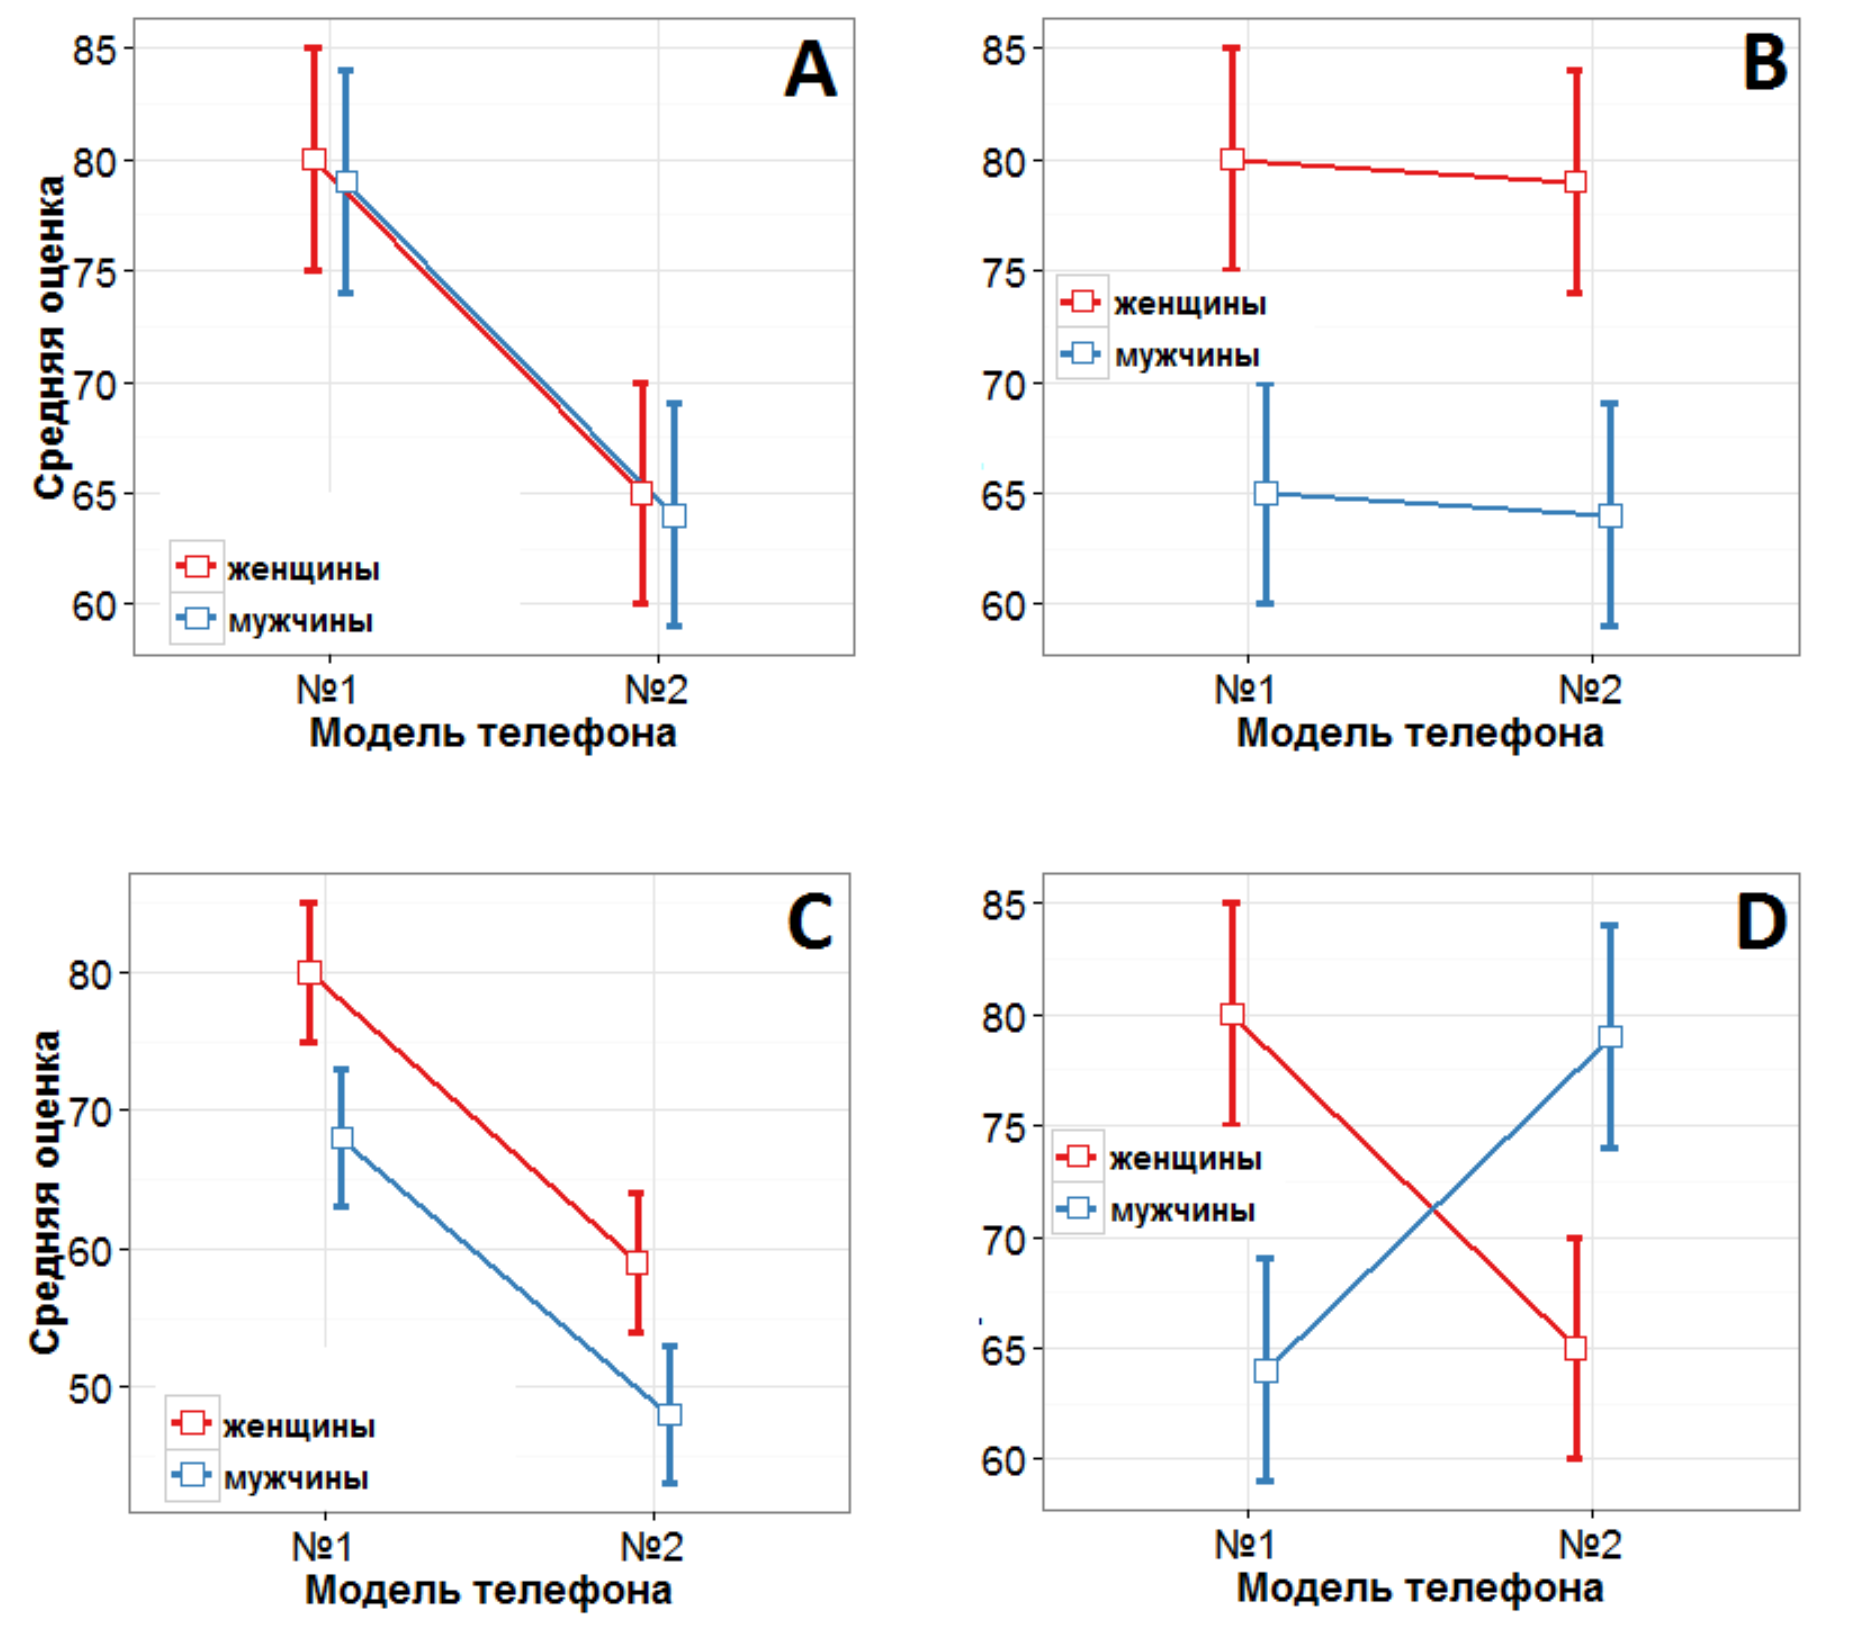 A
85
80
75
70
65
60
Средняя оценка
женщины
мужчины
№1
№2
Модель телефона
B
85
80
75
70
65
60
женщины
мужчины
№1
№2
Модель телефона
C
80
70
60
50
Средняя оценка
женщины
мужчины
№1
№2
Модель телефона
D
85
80
75
70
65
60
женщины
мужчины
№1
№2
Модель телефона